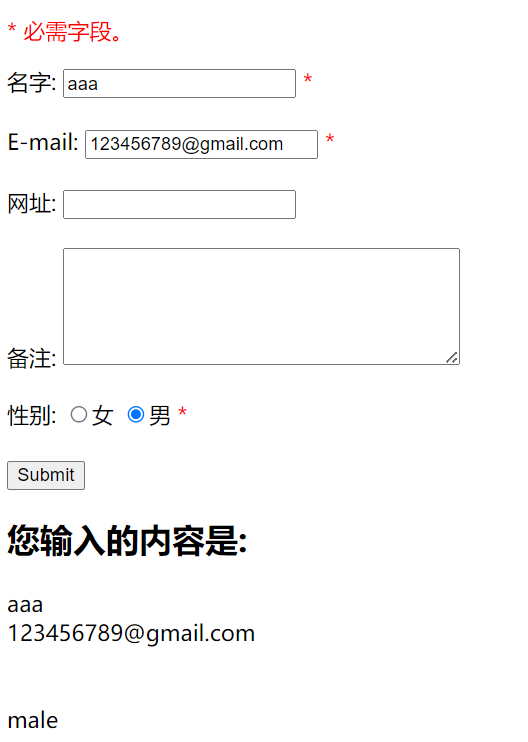 * 必需字段。
名字: aaa *
E-mail: 123456789@gmail.com *
网址:
备注:
性别: 女 男 *
Submit
您输入的内容是:
aaa
123456789@gmail.com
male